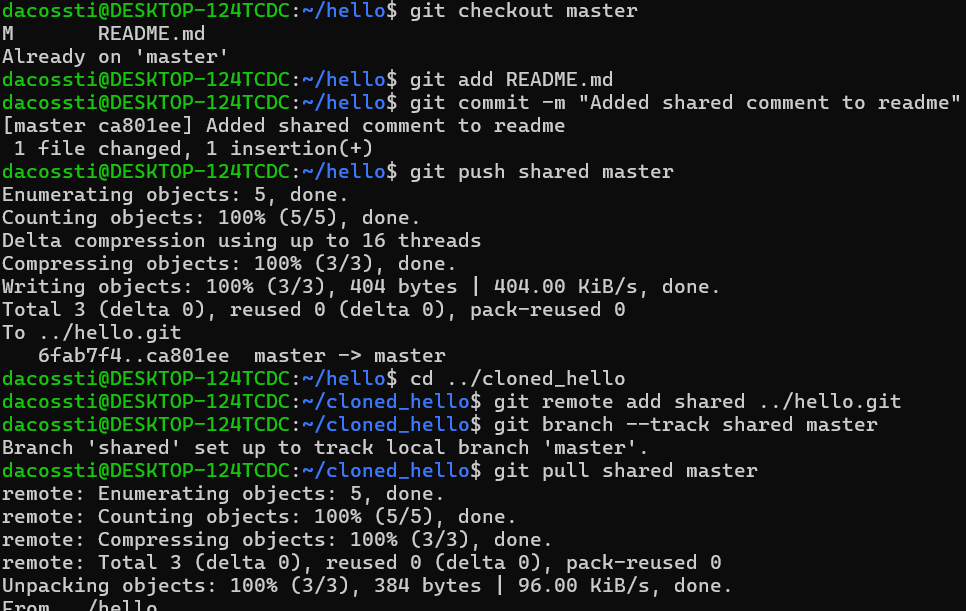 dacossti@DESKTOP-124TCDC:~/hello$ git checkout master
M       README.md
Already on 'master'
dacossti@DESKTOP-124TCDC:~/hello$ git add README.md
dacossti@DESKTOP-124TCDC:~/hello$ git commit -m "Added shared comment to readme"
[master ca801ee] Added shared comment to readme
 1 file changed, 1 insertion(+)
dacossti@DESKTOP-124TCDC:~/hello$ git push shared master
Enumerating objects: 5, done.
Counting objects: 100% (5/5), done.
Delta compression using up to 16 threads
Compressing objects: 100% (3/3), done.
Writing objects: 100% (3/3), 404 bytes | 404.00 KiB/s, done.
Total 3 (delta 0), reused 0 (delta 0), pack-reused 0
To ../hello.git
   6fab7f4..ca801ee  master -> master
dacossti@DESKTOP-124TCDC:~/hello$ cd ../cloned_hello
dacossti@DESKTOP-124TCDC:~/cloned_hello$ git remote add shared ../hello.git
dacossti@DESKTOP-124TCDC:~/cloned_hello$ git branch --track shared master
Branch 'shared' set up to track local branch 'master'.
dacossti@DESKTOP-124TCDC:~/cloned_hello$ git pull shared master
remote: Enumerating objects: 5, done.
remote: Counting objects: 100% (5/5), done.
remote: Compressing objects: 100% (3/3), done.
remote: Total 3 (delta 0), reused 0 (delta 0), pack-reused 0
Unpacking objects: 100% (3/3), 384 bytes | 96.00 KiB/s, done.
From ../hello